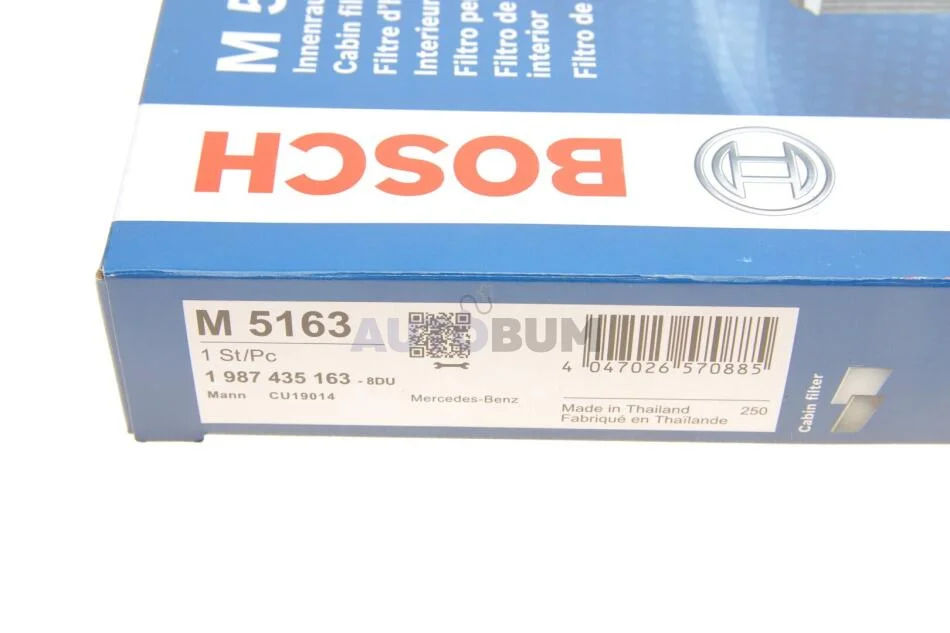 M 5
Innenrau
Cabin fil
Filtre d'h
Interieur
Filtro pe
Filtro de
interior
Filtro de
BOSCH
M 5163
1 St/Pc
1 987 435 163 - 8DU
Mann CU19014
Mercedes-Benz
AUTOBUM
4 047026 570885
Made in Thailand 250
Fabriqué en Thaïlande
Cabin filter